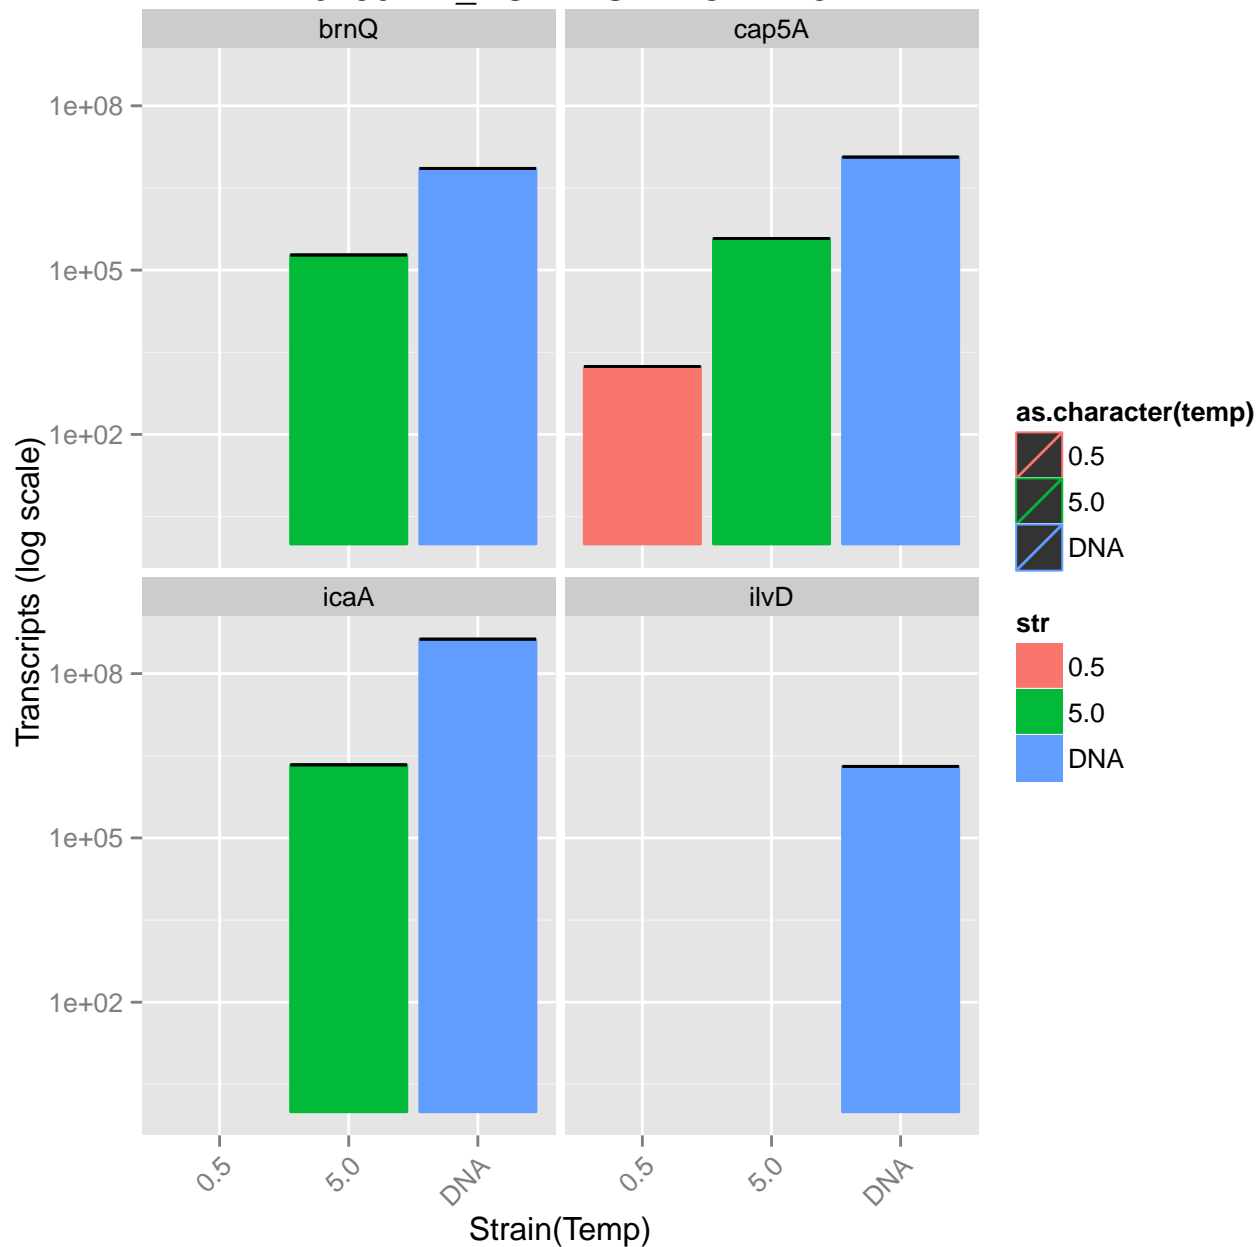 brnQ cap5A
1e+08
1e+05
1e+02
icaA ilvD
1e+08
1e+05
1e+02
0.5 5.0 DNA 0.5 5.0 DNA
Strain(Temp)
Transcripts (log scale)
as.character(temp)
0.5
5.0
DNA
str
0.5
5.0
DNA